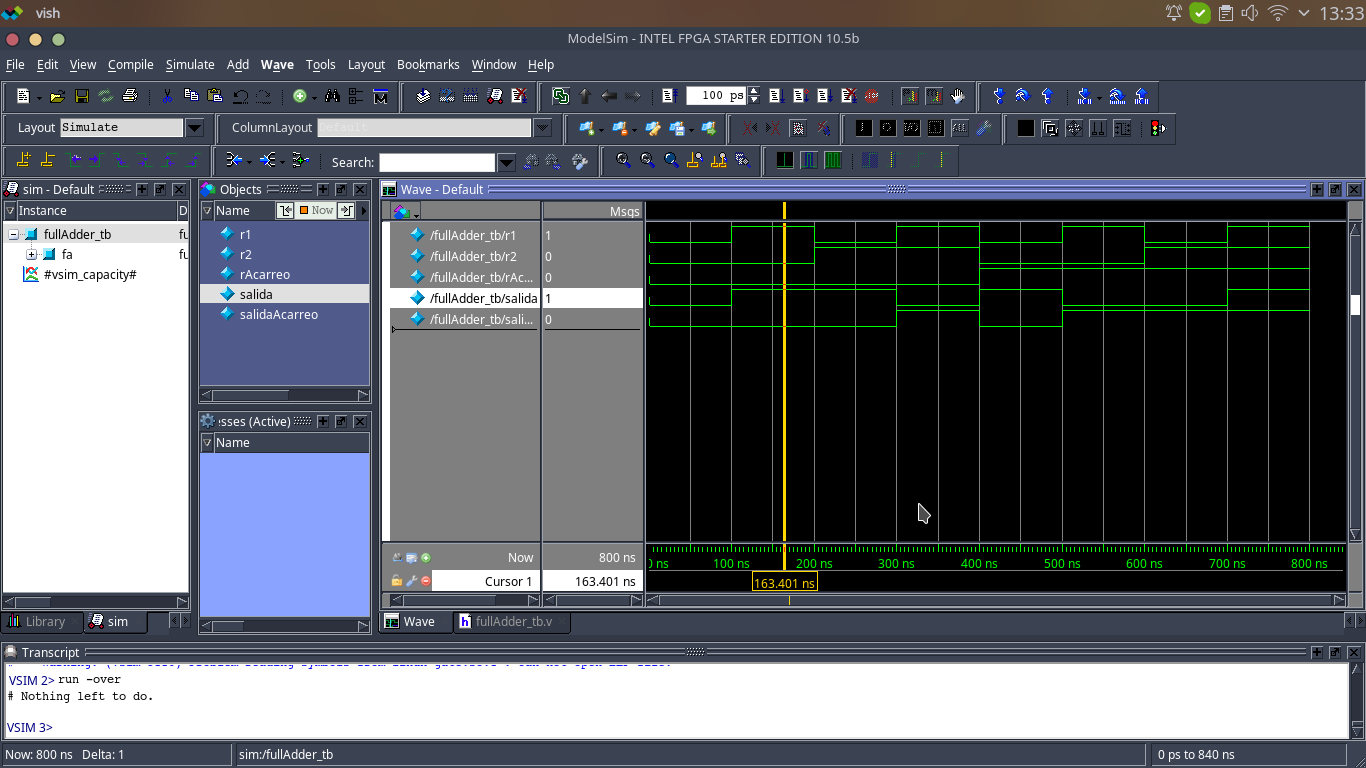 vish
13:33
ModelSim - INTEL FPGA STARTER EDITION 10.5b
File Edit View Compile Simulate Add Wave Tools Layout Bookmarks Window Help
100 ps
Layout Simulate ColumnLayout Default
Search:
sim - Default
Instance D
fullAdder_tb fu
fa fu
#vsim_capacity#
Library sim
Objects
Name Now
r1
r2
rAcarreo
salida
salidaAcarreo
sses (Active)
Name
Wave - Default
Msgs
/fullAdder_tb/r1 1
/fullAdder_tb/r2 0
/fullAdder_tb/rAc... 0
/fullAdder_tb/salida 1
/fullAdder_tb/sali... 0
Now 800 ns
0 ns 100 ns 200 ns 300 ns 400 ns 500 ns 600 ns 700 ns 800 ns
Cursor 1 163.401 ns
163.401 ns
Wave fullAdder_tb.v
Transcript
VSIM 2> run -over
# Nothing left to do.
VSIM 3>
Now: 800 ns Delta: 1 sim:/fullAdder_tb 0 ps to 840 ns